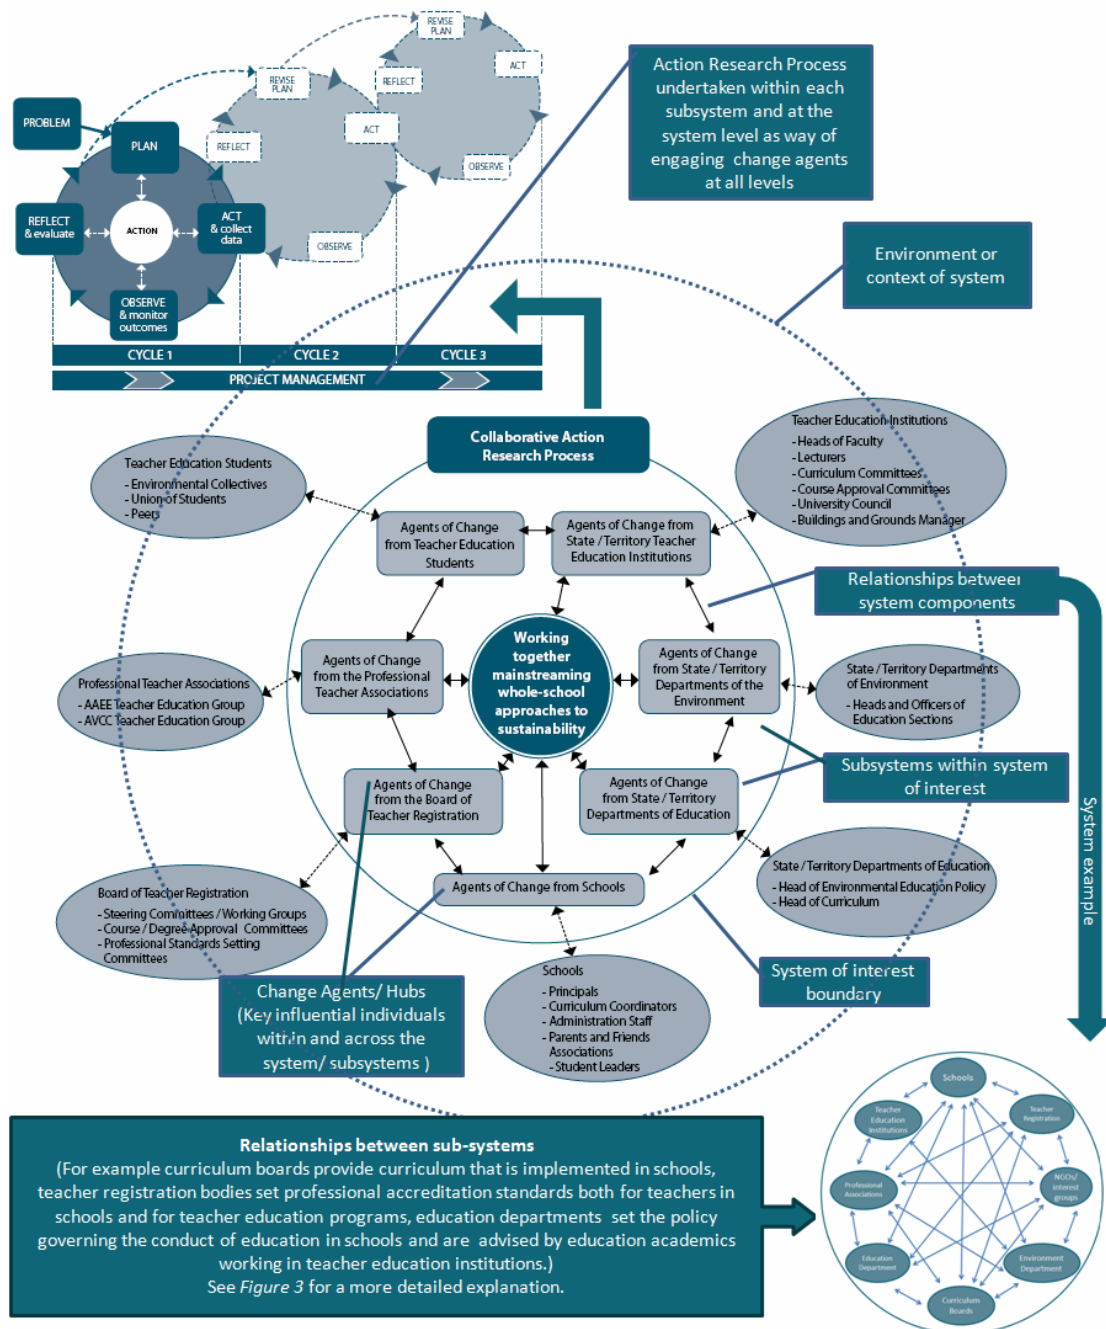 REVISE
PLAN
ACT
REFLECT
OBSERVE
REVISE
PLAN
ACT
REFLECT
OBSERVE
PROBLEM
PLAN
REFLECT
& evaluate
ACTION
ACT
& collect
data
OBSERVE
& monitor
outcomes
CYCLE 1
CYCLE 2
CYCLE 3
PROJECT MANAGEMENT
Action Research Process
undertaken within each
subsystem and at the
system level as way of
engaging change agents
at all levels
Environment or
context of system
Collaborative Action
Research Process
Teacher Education Students
- Environmental Collectives
- Union of Students
- Peers
Teacher Education Institutions
- Heads of Faculty
- Lecturers
- Curriculum Committees
- Course Approval Committees
- University Council
- Buildings and Grounds Manager
Agents of Change
from Teacher Education
Students
Agents of Change from
State / Territory Teacher
Education Institutions
Relationships between
system components
Working
together
mainstreaming
whole-school
approaches to
sustainability
Agents of Change
from the Professional
Teacher Associations
Agents of Change
from State / Territory
Departments of the
Environment
Professional Teacher Associations
- AAEE Teacher Education Group
- AVCC Teacher Education Group
State / Territory Departments
of Environment
- Heads and Officers of
Education Sections
Subsystems within system
of interest
Agents of Change
from the Board of
Teacher Registration
Agents of Change
from State / Territory
Departments of Education
Agents of Change from Schools
System example
Board of Teacher Registration
- Steering Committees / Working Groups
- Course / Degree Approval Committees
- Professional Standards Setting
Committees
State / Territory Departments of Education
- Head of Environmental Education Policy
- Head of Curriculum
Change Agents/ Hubs
(Key influential individuals
within and across the
system/ subsystems )
Schools
- Principals
- Curriculum Coordinators
- Administration Staff
- Parents and Friends
Associations
- Student Leaders
System of interest
boundary
Relationships between sub-systems
(For example curriculum boards provide curriculum that is implemented in schools,
teacher registration bodies set professional accreditation standards both for teachers in
schools and for teacher education programs, education departments set the policy
governing the conduct of education in schools and are advised by education academics
working in teacher education institutions.)
See Figure 3 for a more detailed explanation.
Schools
Teacher
Education
Institutions
Teacher
Registration
Professional
Associations
NGOs/
interest
groups
Education
Department
Environment
Department
Curriculum
Boards